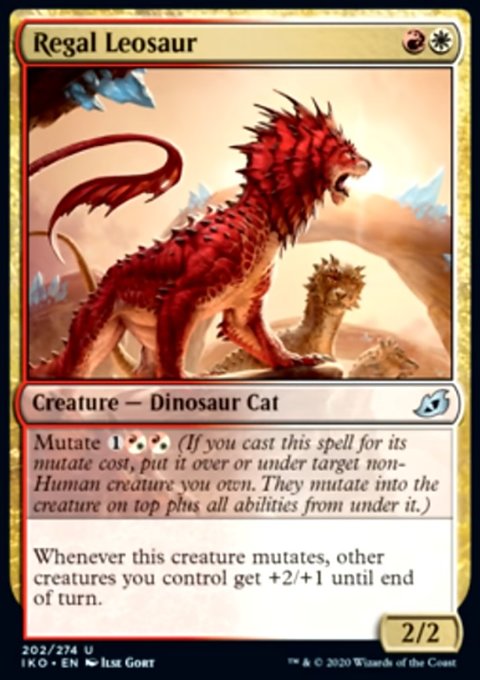 Regal Leosaur
Creature — Dinosaur Cat
Mutate 1 (If you cast this spell for its
mutate cost, put it over or under target non-
Human creature you own. They mutate into the
creature on top plus all abilities from under it.)
Whenever this creature mutates, other
creatures you control get +2/+1 until end
of turn.
2/2
202/274 U
IKO • EN Ilse Gort
™ & © 2020 Wizards of the Coast